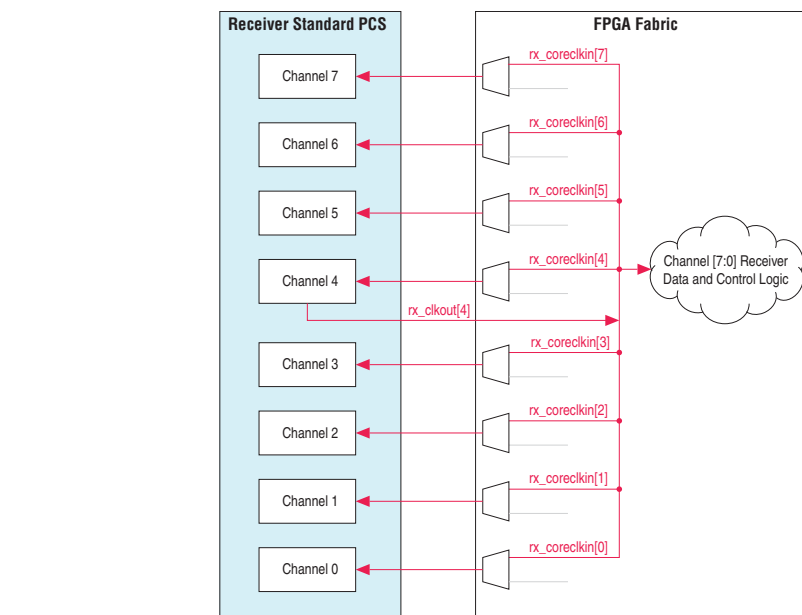 Receiver Standard PCS
FPGA Fabric
rx_coreclkin[7]
Channel 7
rx_coreclkin[6]
Channel 6
rx_coreclkin[5]
Channel 5
rx_coreclkin[4]
Channel 4
Channel [7:0] Receiver
Data and Control Logic
rx_clkout[4]
rx_coreclkin[3]
Channel 3
rx_coreclkin[2]
Channel 2
rx_coreclkin[1]
Channel 1
rx_coreclkin[0]
Channel 0